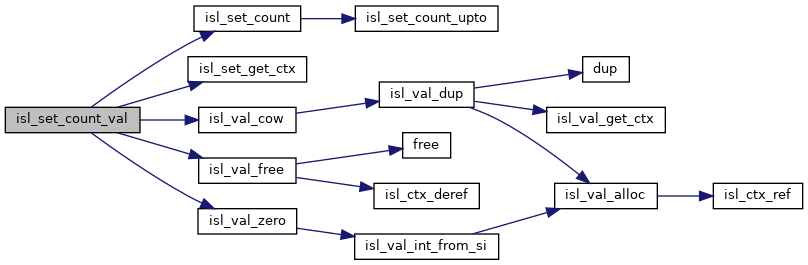 isl_set_count_val
isl_set_count
isl_set_count_upto
isl_set_get_ctx
isl_val_cow
isl_val_dup
dup
isl_val_get_ctx
isl_val_free
free
isl_ctx_deref
isl_val_alloc
isl_ctx_ref
isl_val_zero
isl_val_int_from_si